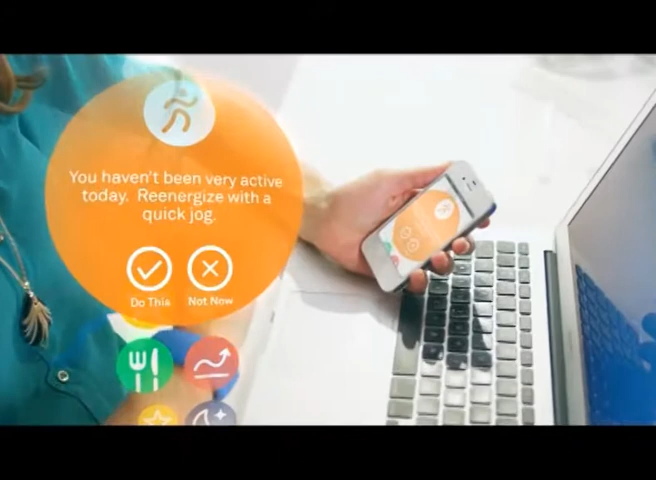 You haven't been very active
today. Reenergize with a
quick jog.
Do This
Not Now